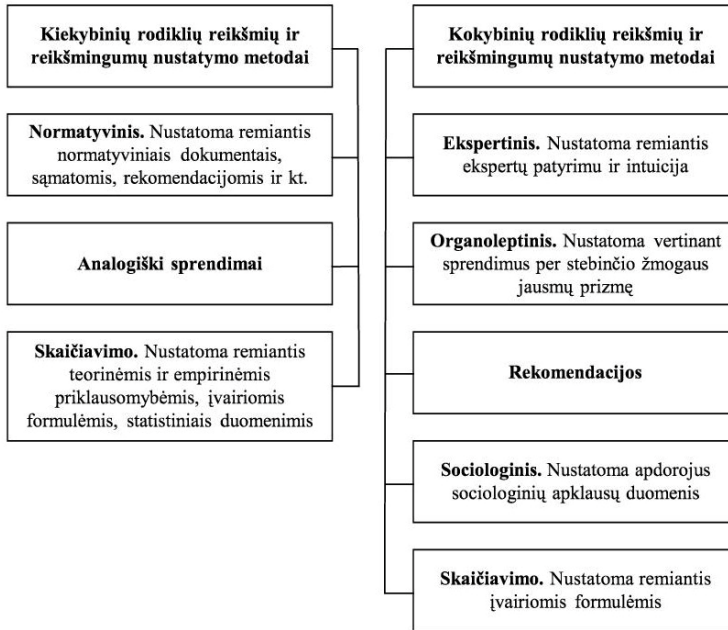 Kiekybinių rodiklių reikšmių ir
reikšmingumų nustatymo metodai
Normatyvinis. Nustatoma remiantis
normatyviniais dokumentais,
sąmatomis, rekomendacijomis ir kt.
Analogiški sprendimai
Skaičiavimo. Nustatoma remiantis
teorinėmis ir empirinėmis
priklausomybėmis, įvairiomis
formulėmis, statistiniais duomenimis
Kokybinių rodiklių reikšmių ir
reikšmingumų nustatymo metodai
Ekspertinis. Nustatoma remiantis
ekspertų patyrimu ir intuicija
Organoleptinis. Nustatoma vertinant
sprendimus per stebinčio žmogaus
jausmų prizmę
Rekomendacijos
Sociologinis. Nustatoma apdorojus
sociologinių apklausų duomenis
Skaičiavimo. Nustatoma remiantis
įvairiomis formulėmis